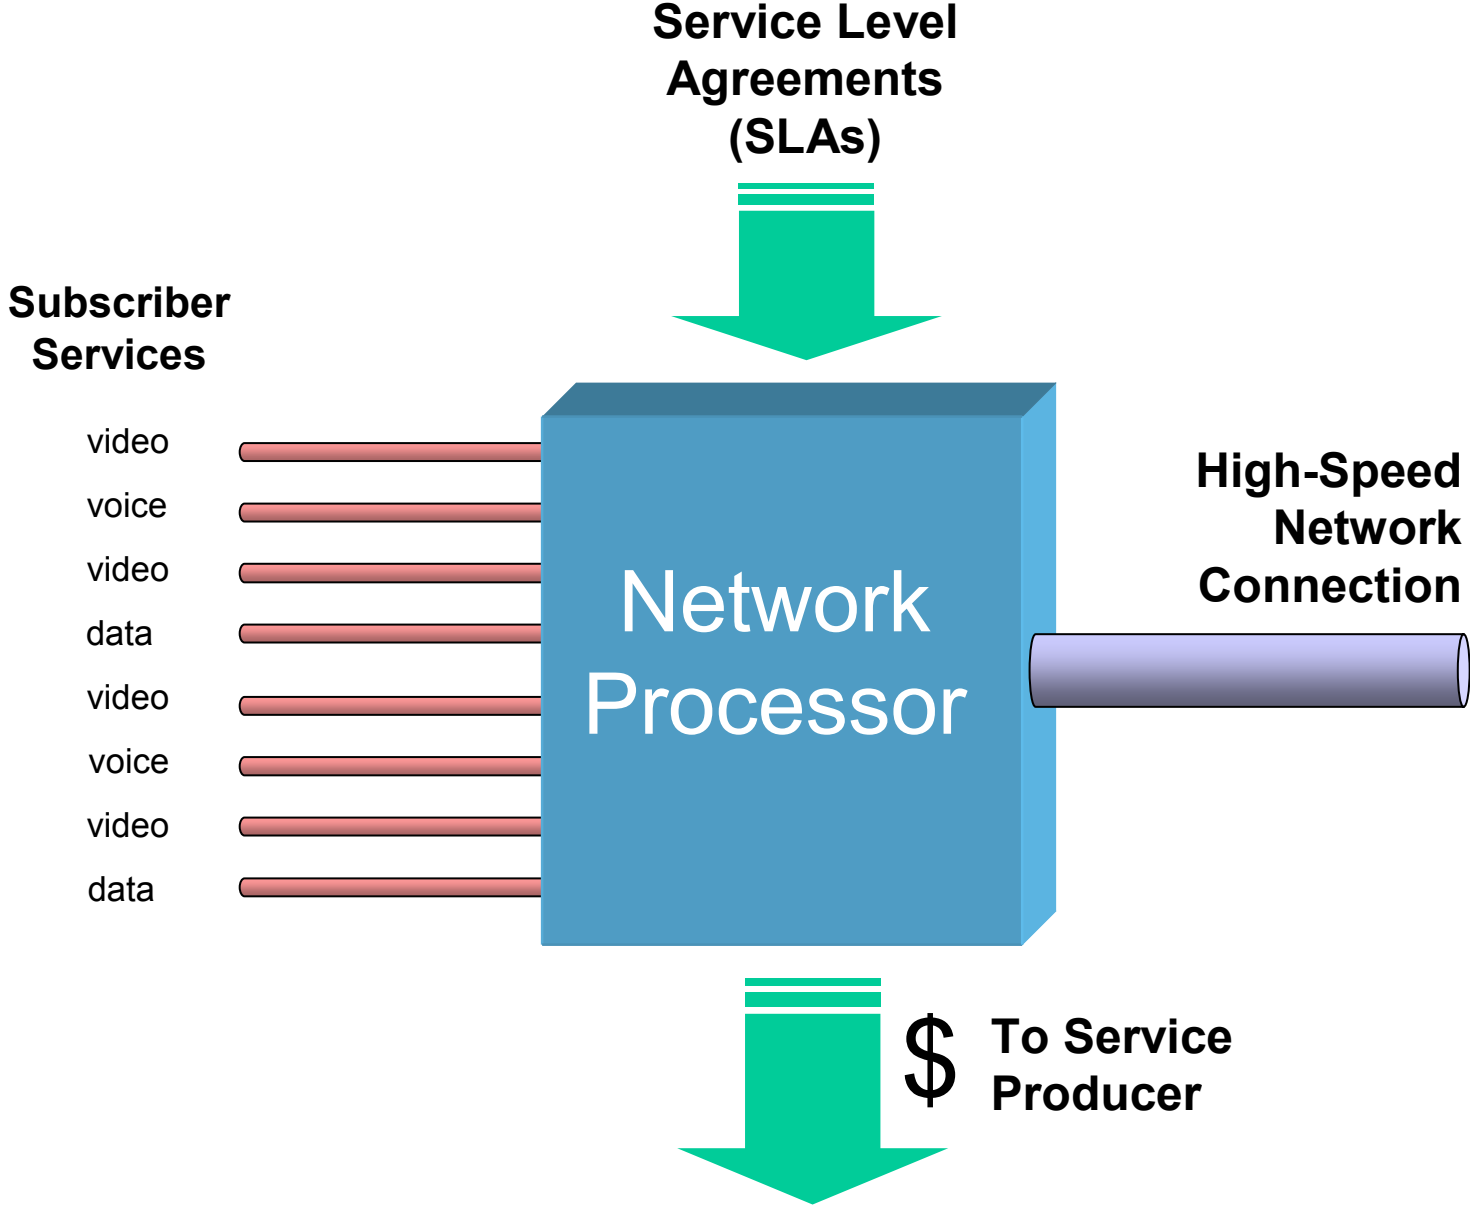 Service Level
Agreements
(SLAs)
Subscriber
Services
video
voice
video
data
video
voice
video
data
Network
Processor
High-Speed
Network
Connection
$ To Service
Producer